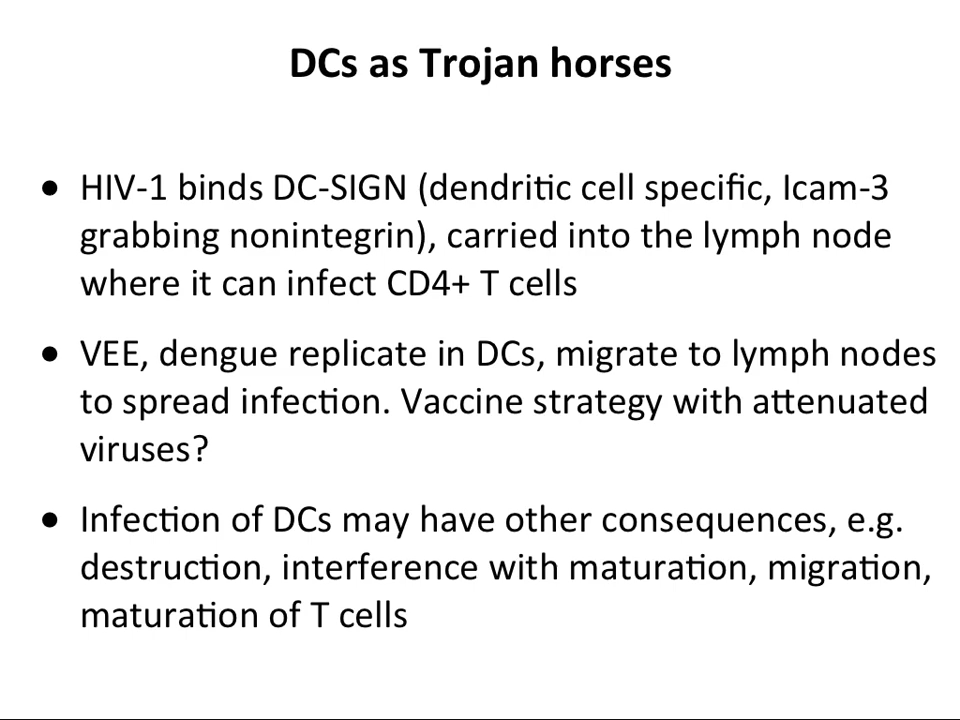 DCs as Trojan horses
• HIV-1 binds DC-SIGN (dendritic cell specific, Icam-3
grabbing nonintegrin), carried into the lymph node
where it can infect CD4+ T cells
• VEE, dengue replicate in DCs, migrate to lymph nodes
to spread infection. Vaccine strategy with attenuated
viruses?
• Infection of DCs may have other consequences, e.g.
destruction, interference with maturation, migration,
maturation of T cells